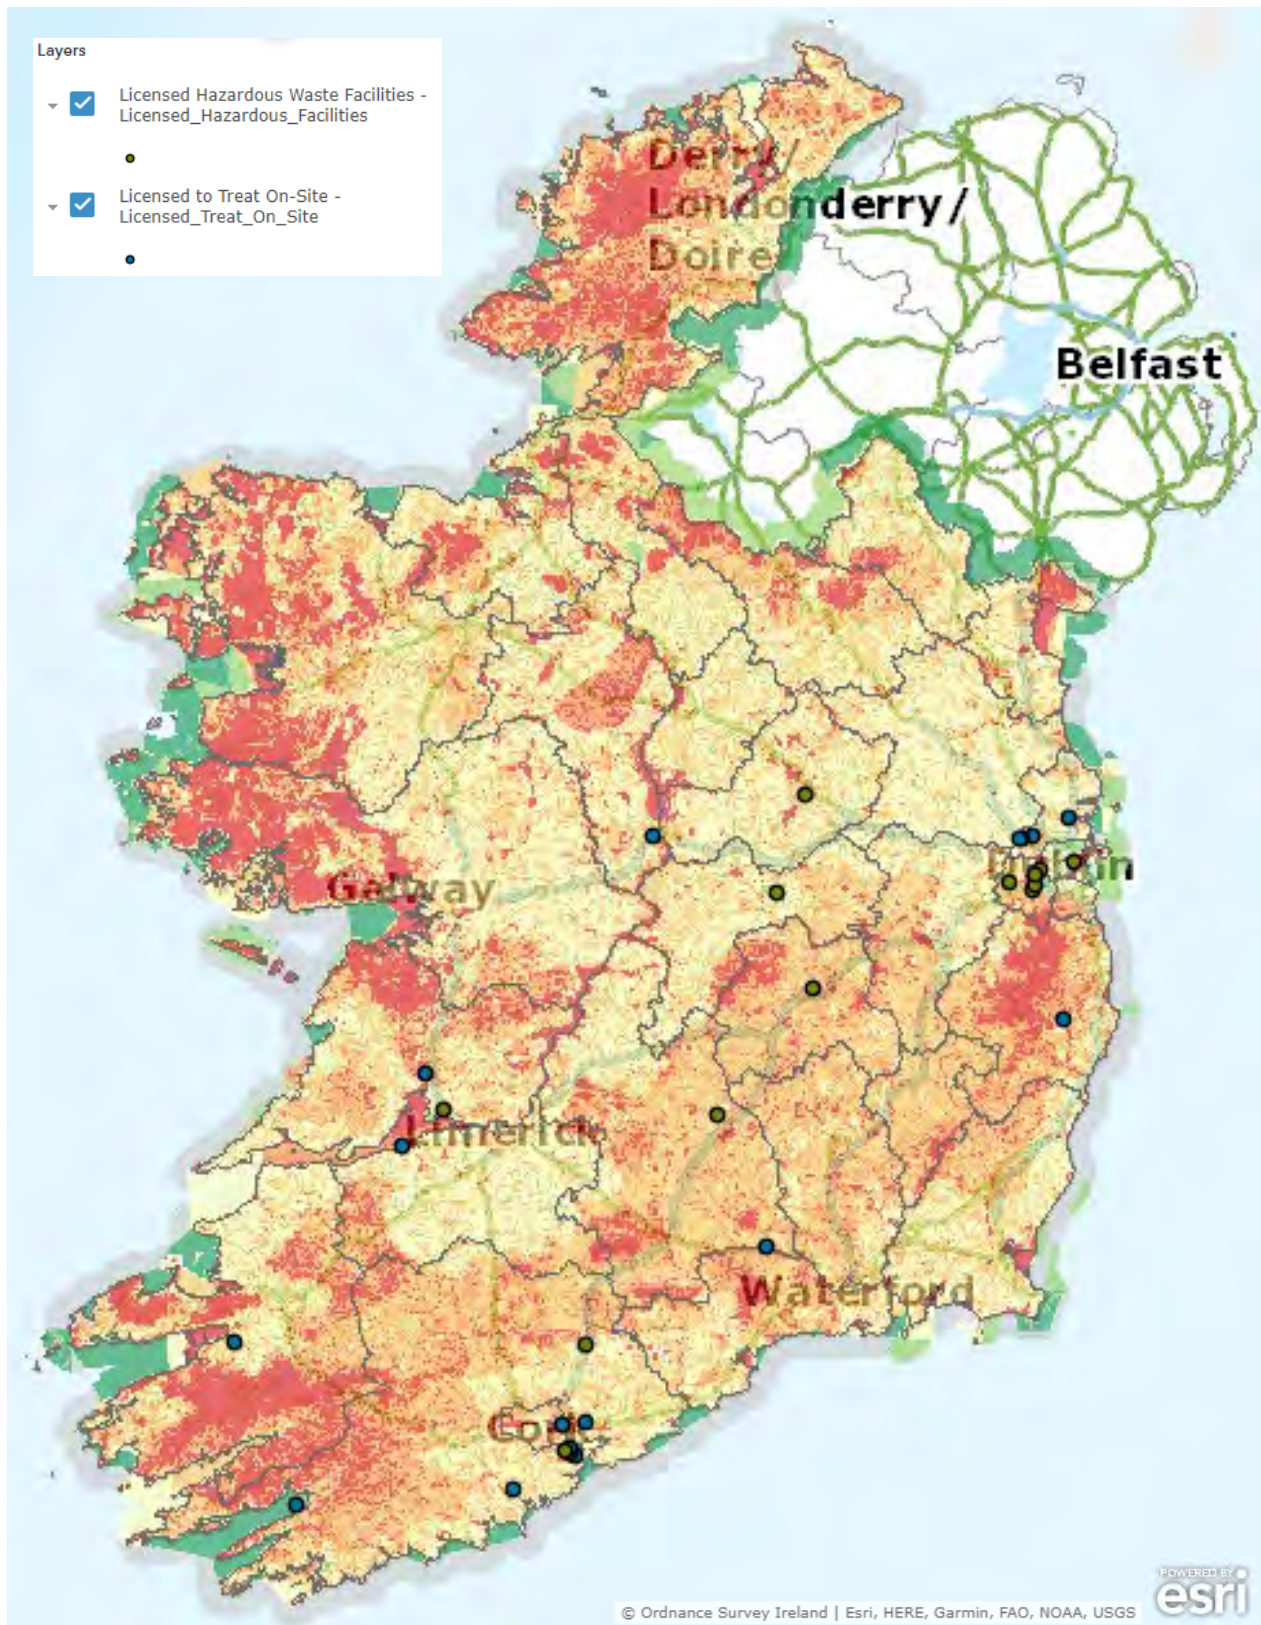 Layers
Licensed Hazardous Waste Facilities -
Licensed_Hazardous_Facilities
Licensed to Treat On-Site -
Licensed_Treat_On_Site
Derry/
Londonderry/
Doire
Belfast
Dublin
Galway
Limerick
Waterford
Cork
POWERED BY
esri
© Ordnance Survey Ireland | Esri, HERE, Garmin, FAO, NOAA, USGS